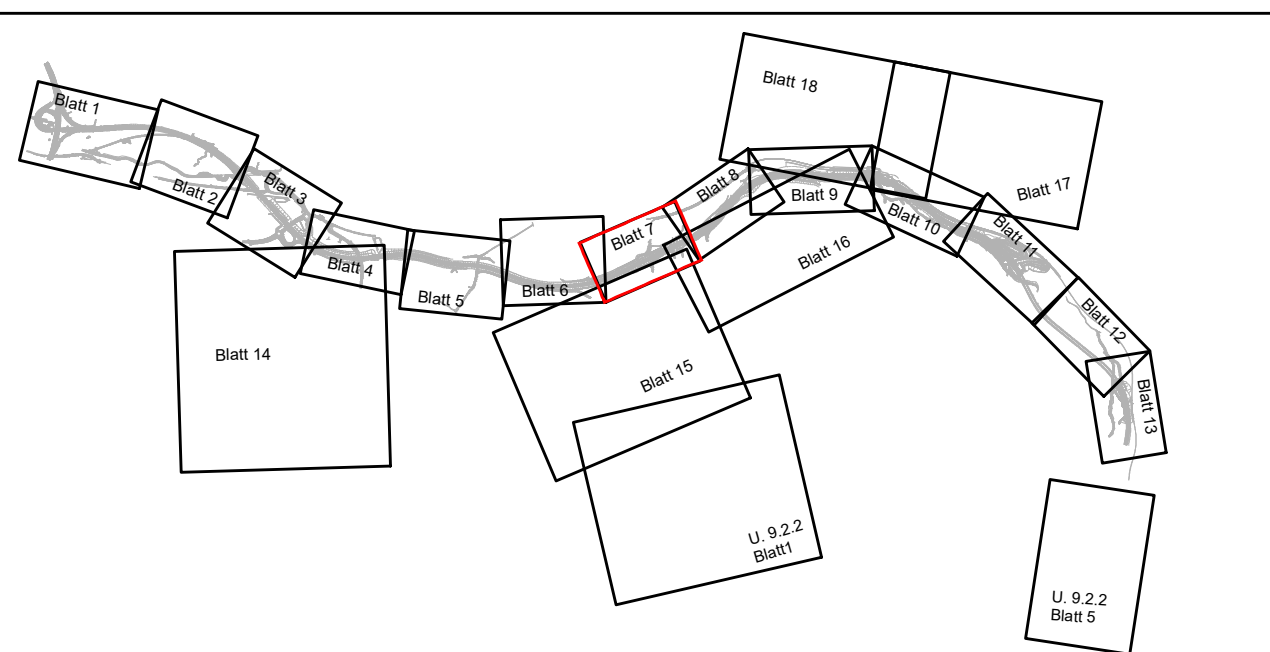 Blatt 1
Blatt 2
Blatt 3
Blatt 4
Blatt 5
Blatt 6
Blatt 7
Blatt 8
Blatt 18
Blatt 9
Blatt 17
Blatt 10
Blatt 16
Blatt 11
Blatt 12
Blatt 13
Blatt 14
Blatt 15
U. 9.2.2
Blatt1
U. 9.2.2
Blatt 5